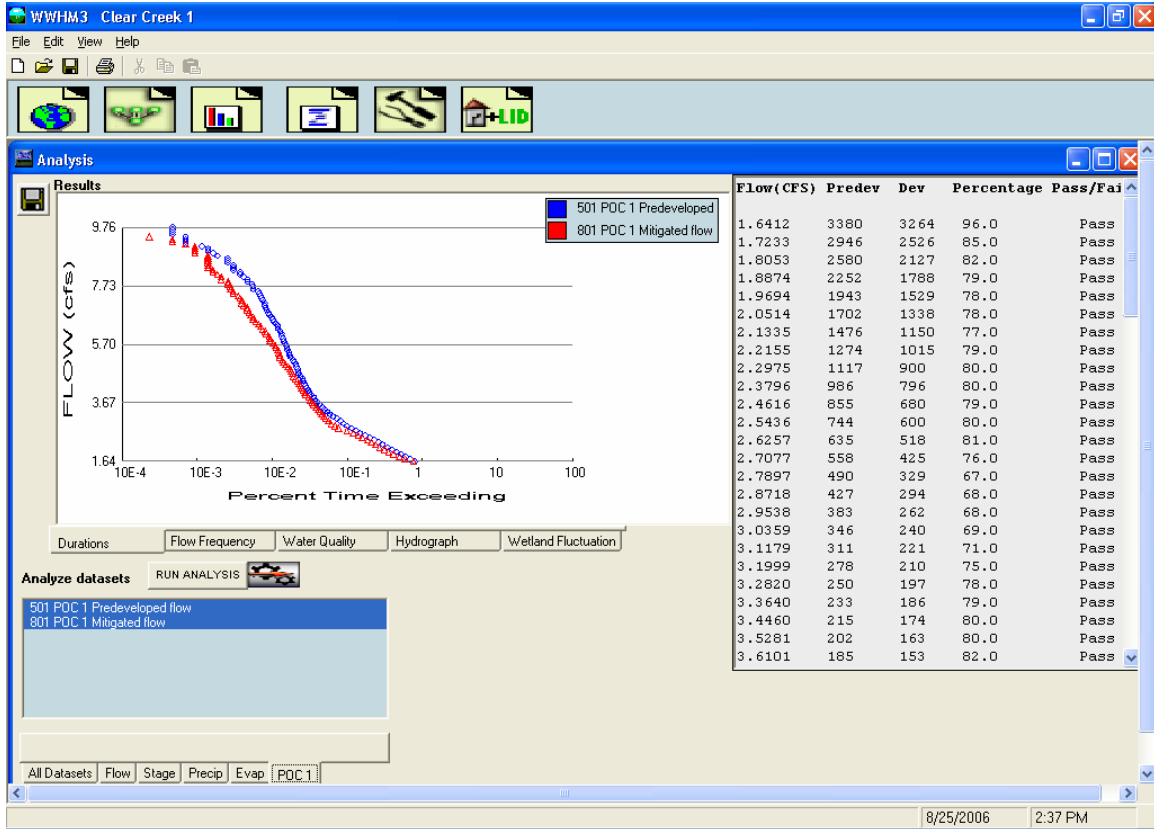 WWHM3 Clear Creek 1
File Edit View Help
+LID
Analysis
Results
501 POC 1 Predeveloped
801 POC 1 Mitigated flow
FLOW (cfs)
9.76
7.73
5.70
3.67
1.64
10E-4 10E-3 10E-2 10E-1 1 10 100
Percent Time Exceeding
Durations Flow Frequency Water Quality Hydrograph Wetland Fluctuation
Analyze datasets RUN ANALYSIS
501 POC 1 Predeveloped flow
801 POC 1 Mitigated flow
All Datasets Flow Stage Precip Evap POC 1
Flow(CFS) Predev Dev Percentage Pass/Fai
1.6412 3380 3264 96.0 Pass
1.7233 2946 2526 85.0 Pass
1.8053 2580 2127 82.0 Pass
1.8874 2252 1788 79.0 Pass
1.9694 1943 1529 78.0 Pass
2.0514 1702 1338 78.0 Pass
2.1335 1476 1150 77.0 Pass
2.2155 1274 1015 79.0 Pass
2.2975 1117 900 80.0 Pass
2.3796 986 796 80.0 Pass
2.4616 855 680 79.0 Pass
2.5436 744 600 80.0 Pass
2.6257 635 518 81.0 Pass
2.7077 558 425 76.0 Pass
2.7897 490 329 67.0 Pass
2.8718 427 294 68.0 Pass
2.9538 383 262 68.0 Pass
3.0359 346 240 69.0 Pass
3.1179 311 221 71.0 Pass
3.1999 278 210 75.0 Pass
3.2820 250 197 78.0 Pass
3.3640 233 186 79.0 Pass
3.4460 215 174 80.0 Pass
3.5281 202 163 80.0 Pass
3.6101 185 153 82.0 Pass
8/25/2006 2:37 PM